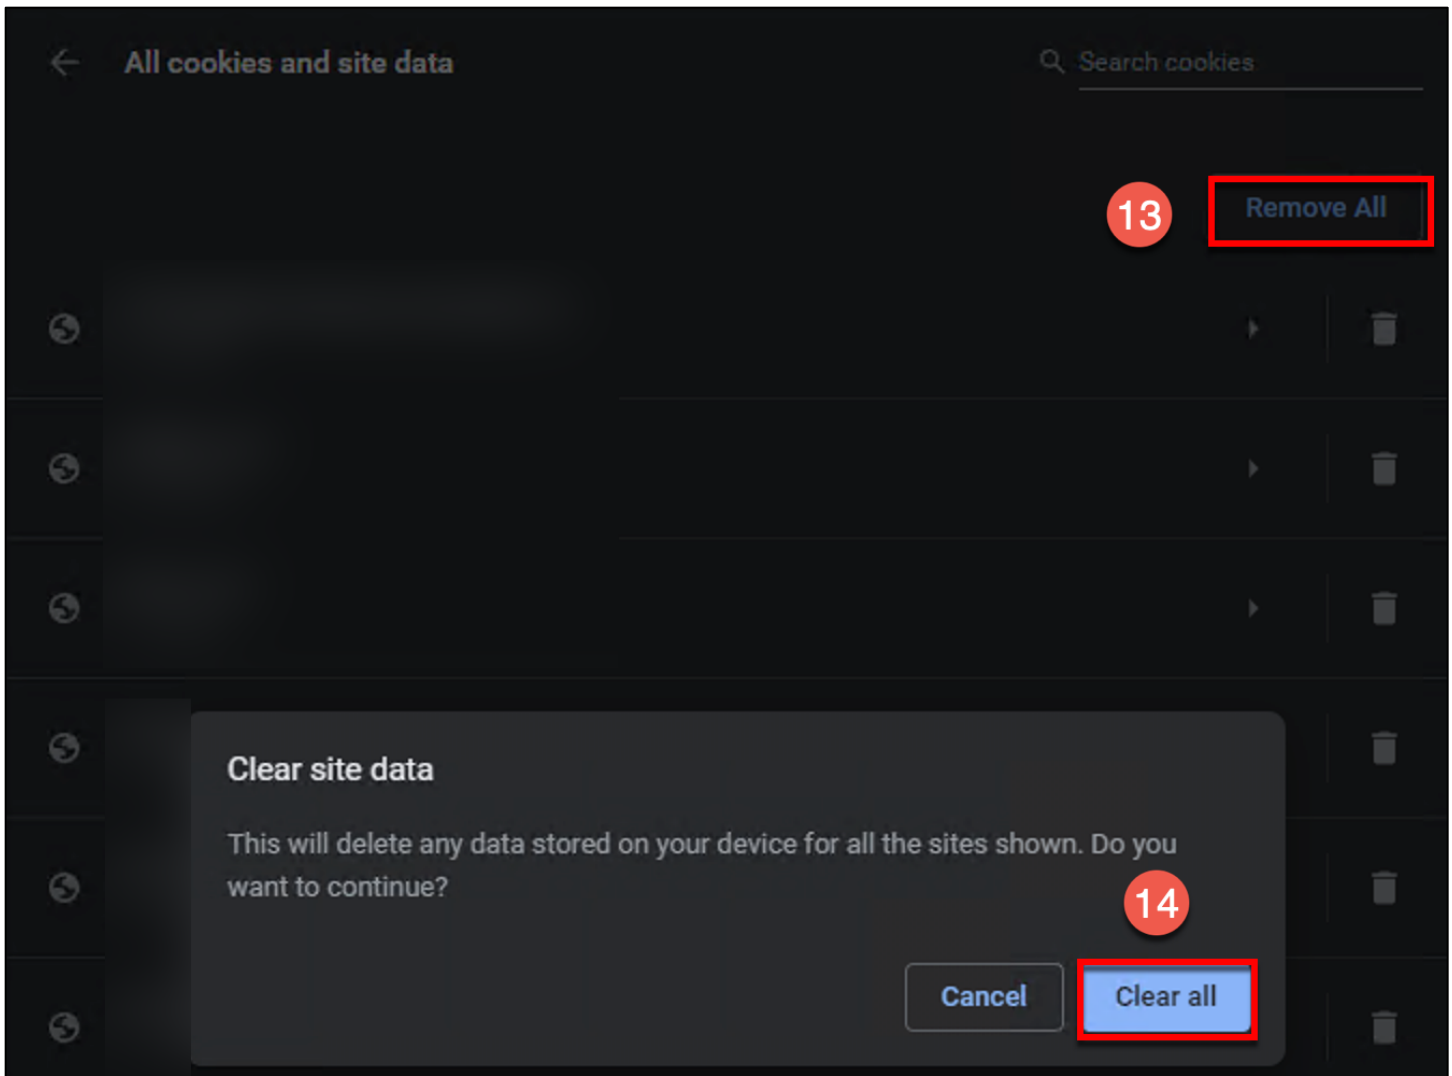 All cookies and site data
Search cookies
13
Remove All
Clear site data
This will delete any data stored on your device for all the sites shown. Do you
want to continue?
14
Cancel
Clear all